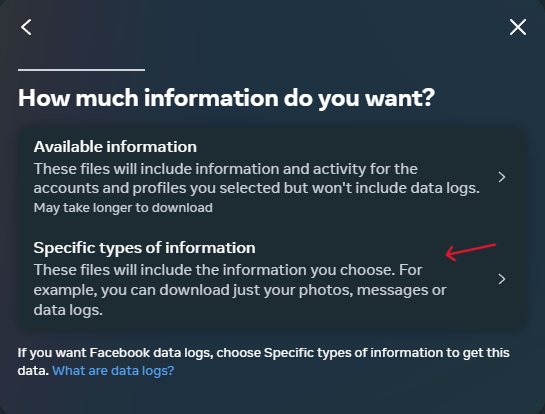 How much information do you want?
Available information
These files will include information and activity for the
accounts and profiles you selected but won't include data logs.
May take longer to download
Specific types of information
These files will include the information you choose. For
example, you can download just your photos, messages or
data logs.
If you want Facebook data logs, choose Specific types of information to get this
data. What are data logs?